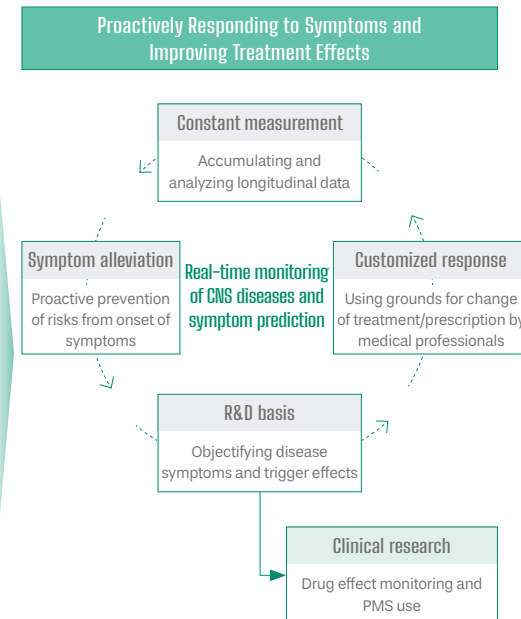 Proactively Responding to Symptoms and
Improving Treatment Effects
Constant measurement
Accumulating and
analyzing longitudinal data
Symptom alleviation
Proactive prevention
of risks from onset of
symptoms
Real-time monitoring
of CNS diseases and
symptom prediction
Customized response
Using grounds for change
of treatment/prescription by
medical professionals
R&D basis
Objectifying disease
symptoms and trigger effects
Clinical research
Drug effect monitoring and
PMS use